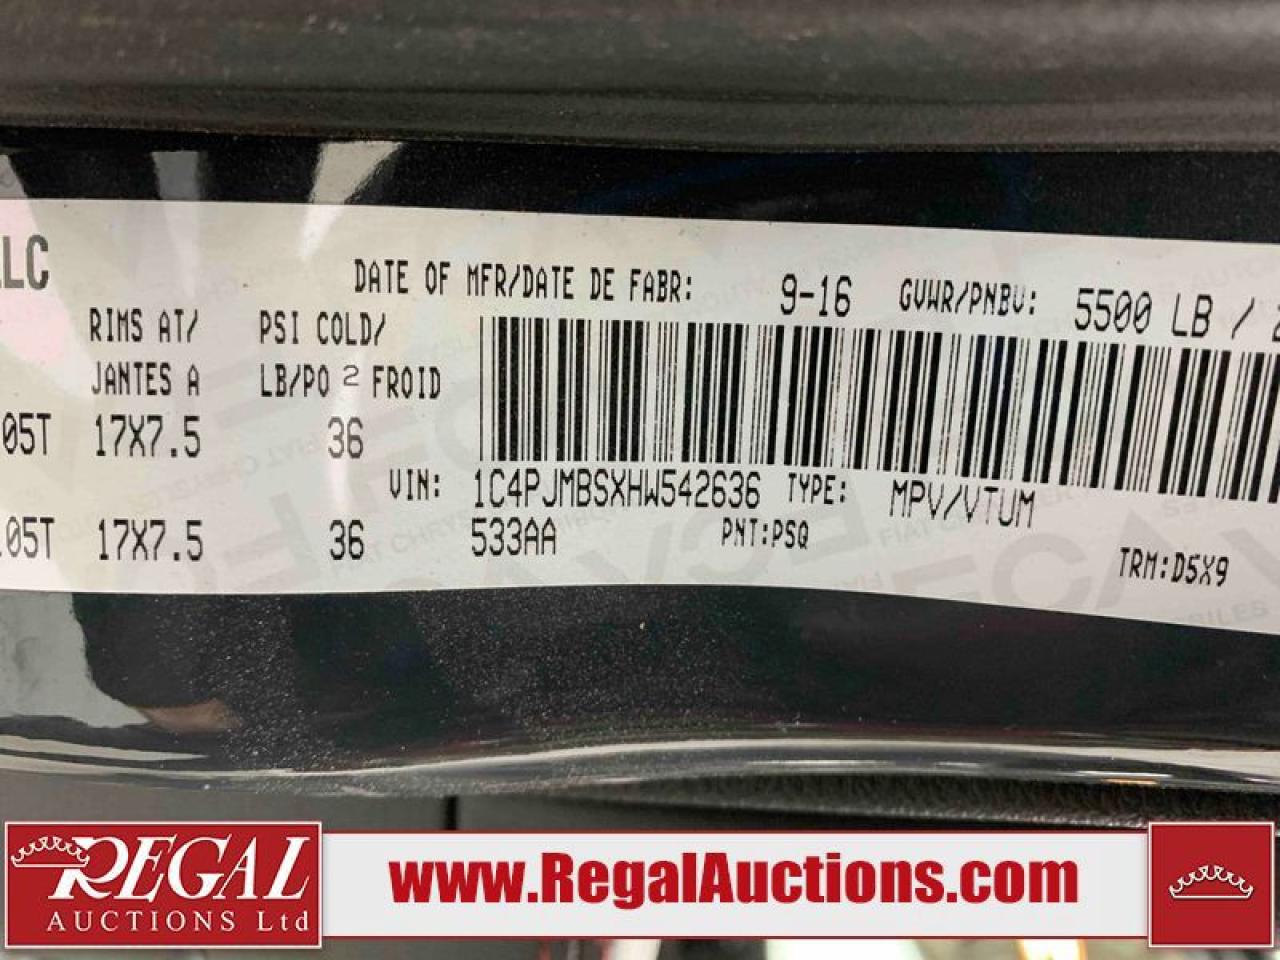 LLC
DATE OF MFR/DATE DE FABR: 9-16 GVWR/PNBV: 5500 LB /
RIMS AT/ PSI COLD/
JANTES A LB/PO 2 FROID
05T 17X7.5 36
VIN: 1C4PJMBSXHW542636 TYPE: MPV/VTUM
05T 17X7.5 36 533AA PNT:PSQ TRM:D5X9
REGAL
AUCTIONS Ltd
www.RegalAuctions.com